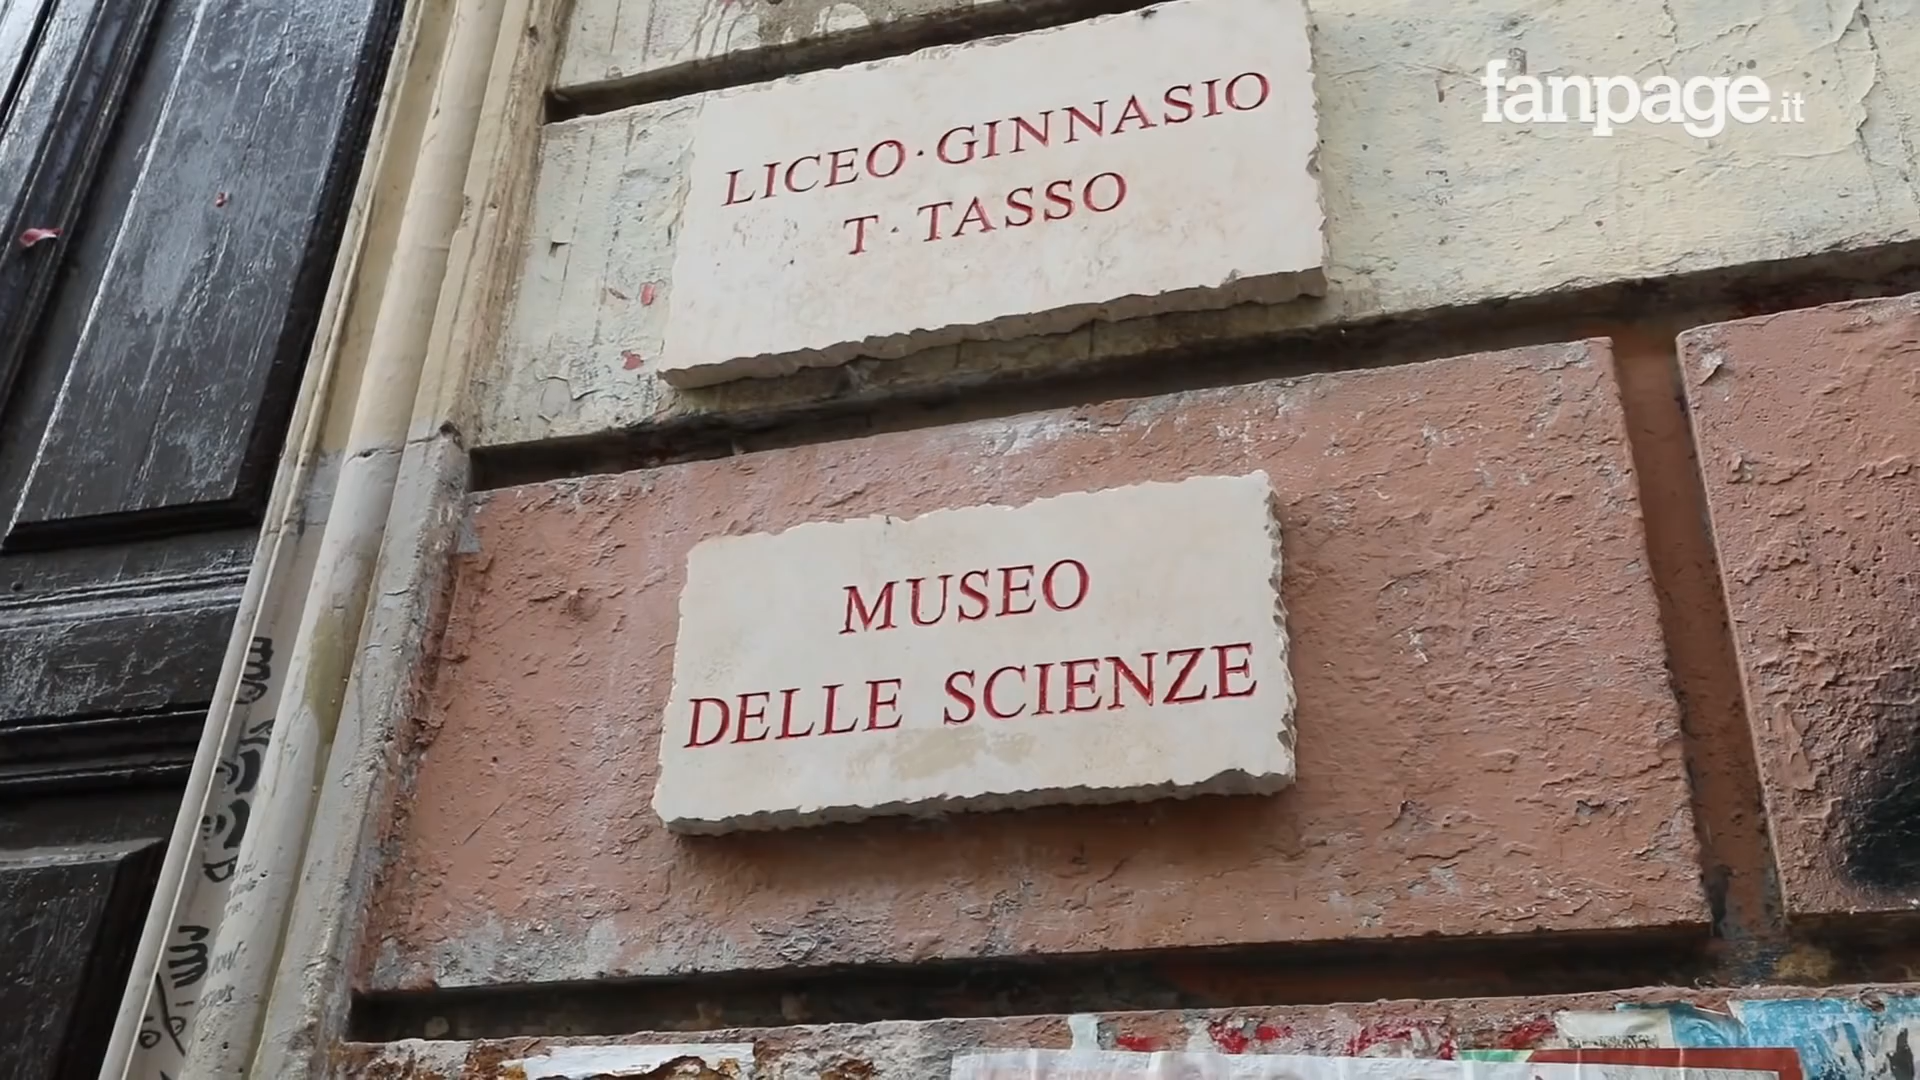 fanpage.it
LICEO·GINNASIO
T·TASSO
MUSEO
DELLE SCIENZE